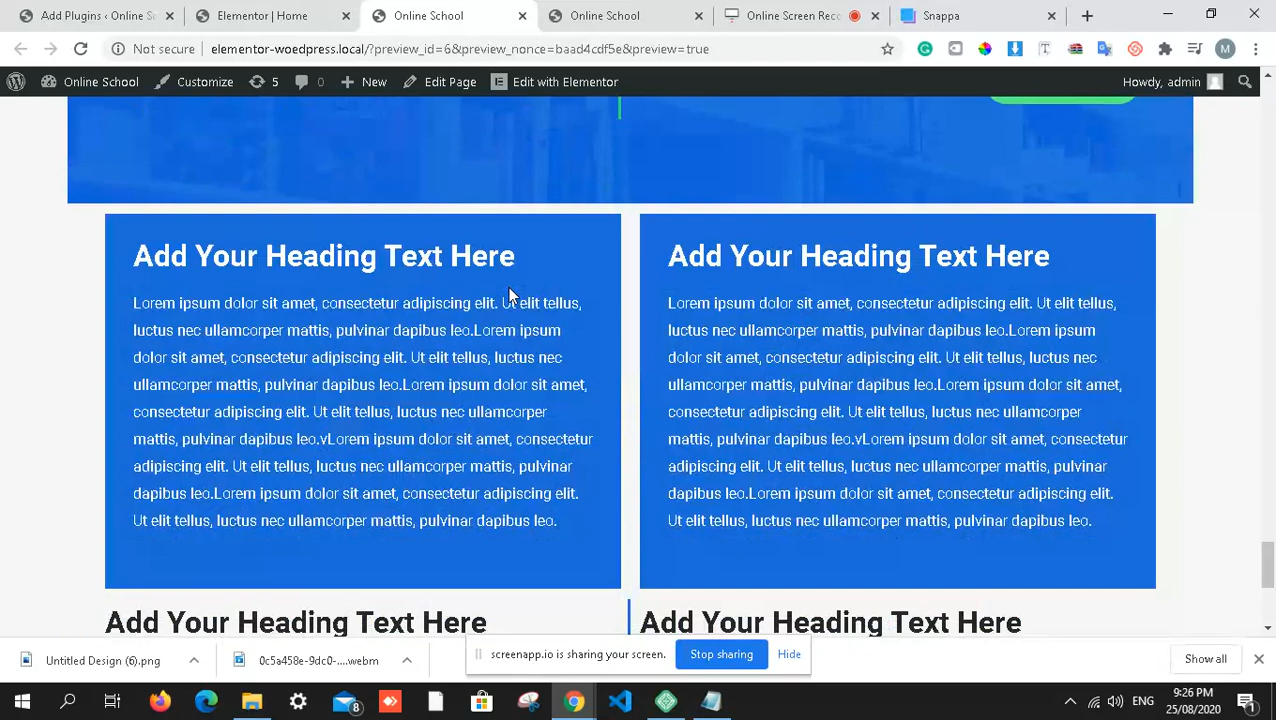 Add Plugins ‹ Online S
Elementor | Home
Online School
Online School
Online Screen Reco
Snappa
Not secure
elementor-woedpress.local/?preview_id=6&preview_nonce=baad4cdf5e&preview=true
M
Online School
Customize
5
0
New
Edit Page
Edit with Elementor
Howdy, admin
Add Your Heading Text Here
Lorem ipsum dolor sit amet, consectetur adipiscing elit. Ut elit tellus,
luctus nec ullamcorper mattis, pulvinar dapibus leo.Lorem ipsum
dolor sit amet, consectetur adipiscing elit. Ut elit tellus, luctus nec
ullamcorper mattis, pulvinar dapibus leo.Lorem ipsum dolor sit amet,
consectetur adipiscing elit. Ut elit tellus, luctus nec ullamcorper
mattis, pulvinar dapibus leo.vLorem ipsum dolor sit amet, consectetur
adipiscing elit. Ut elit tellus, luctus nec ullamcorper mattis, pulvinar
dapibus leo.Lorem ipsum dolor sit amet, consectetur adipiscing elit.
Ut elit tellus, luctus nec ullamcorper mattis, pulvinar dapibus leo.
Add Your Heading Text Here
Lorem ipsum dolor sit amet, consectetur adipiscing elit. Ut elit tellus,
luctus nec ullamcorper mattis, pulvinar dapibus leo.Lorem ipsum
dolor sit amet, consectetur adipiscing elit. Ut elit tellus, luctus nec
ullamcorper mattis, pulvinar dapibus leo.Lorem ipsum dolor sit amet,
consectetur adipiscing elit. Ut elit tellus, luctus nec ullamcorper
mattis, pulvinar dapibus leo.vLorem ipsum dolor sit amet, consectetur
adipiscing elit. Ut elit tellus, luctus nec ullamcorper mattis, pulvinar
dapibus leo.Lorem ipsum dolor sit amet, consectetur adipiscing elit.
Ut elit tellus, luctus nec ullamcorper mattis, pulvinar dapibus leo.
Add Your Heading Text Here
Add Your Heading Text Here
Untitled Design (6).png
0c5a458e-9dc0-....webm
screenapp.io is sharing your screen.
Stop sharing
Hide
Show all
8
ENG
9:26 PM
25/08/2020
1